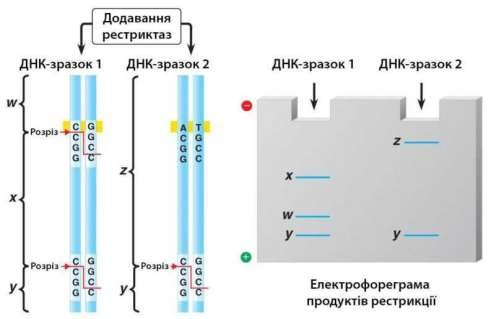 Додавання
рестриктаз
ДНК-зразок 1
ДНК-зразок 2
w
x
y
Розріз
Розріз
C G
C G
G C
G C
C G
C G
G C
G C
z
y
Розріз
A T
C G
G C
G C
C G
C G
G C
G C
ДНК-зразок 1
ДНК-зразок 2
−
+
x
w
y
z
y
Електрофореграма
продуктів рестрикції